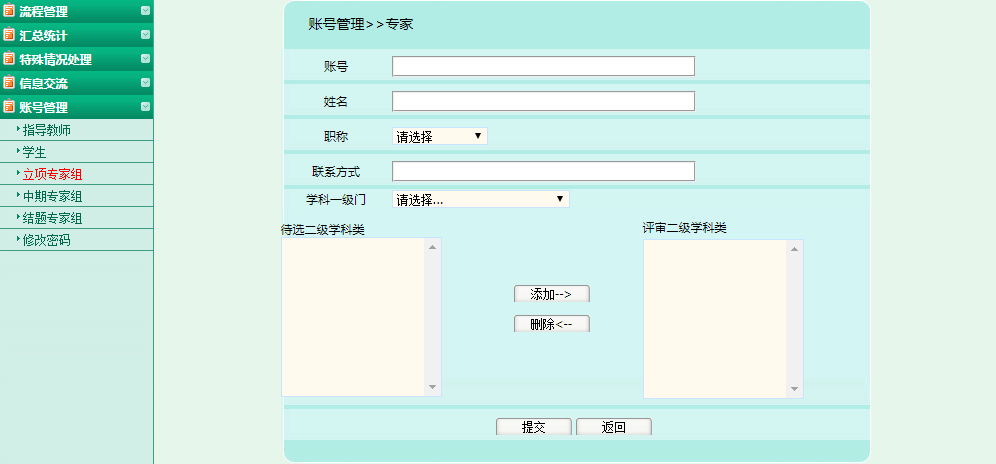 流程管理
汇总统计
特殊情况处理
信息交流
账号管理
指导教师
学生
立项专家组
中期专家组
结题专家组
修改密码
账号管理>>专家
账号
姓名
职称 请选择
联系方式
学科一级门 请选择...
待选二级学科类
评审二级学科类
添加-->
删除<--
提交 返回